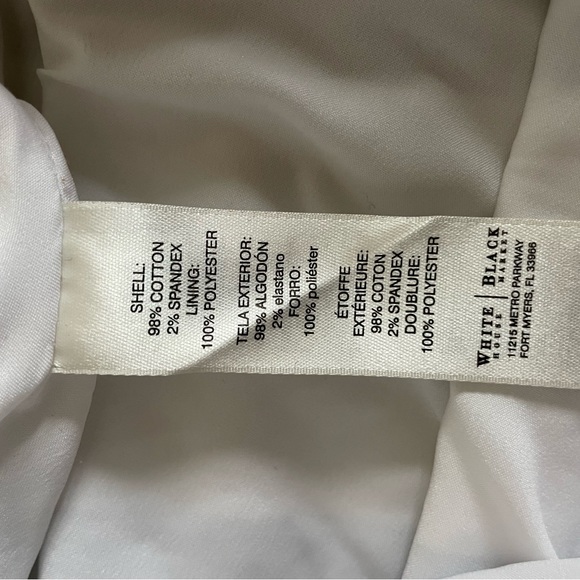 SHELL:
98% COTTON
2% SPANDEX
LINING:
100% POLYESTER
TELA EXTERIOR:
98% ALGODÓN
2% elastano
FORRO:
100% poliéster
ÉTOFFE
EXTÉRIEURE:
98% COTON
2% SPANDEX
DOUBLURE:
100% POLYESTER
WHITE | BLACK
HOUSE | MARKET
11215 METRO PARKWAY
FORT MYERS, FL 33966